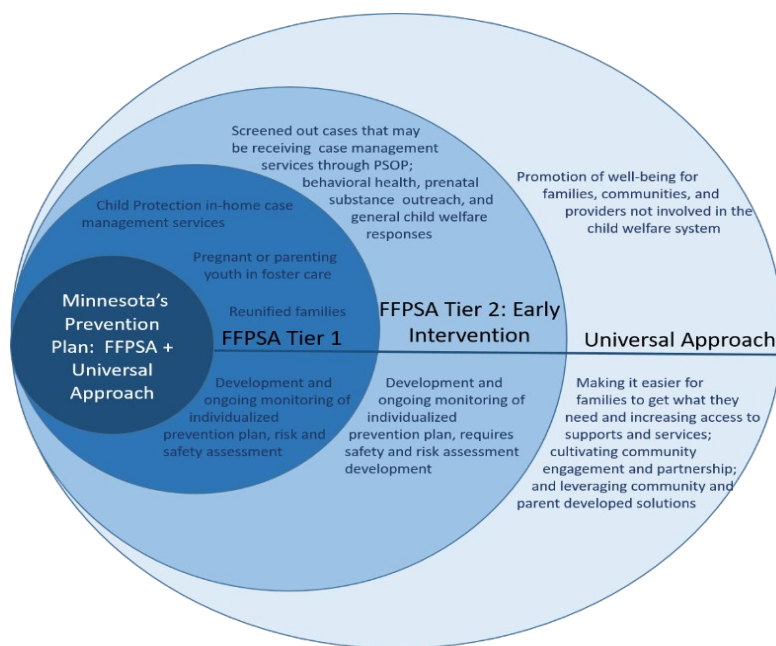 Screened out cases that may
be receiving case management
services through PSOP;
behavioral health, prenatal
substance outreach, and
general child welfare
responses
Promotion of well-being for
families, communities, and
providers not involved in the
child welfare system
Child Protection in-home case
management services
Pregnant or parenting
youth in foster care
Reunified families
Minnesota's
Prevention
Plan: FFPSA +
Universal
Approach
FFPSA Tier 1
FFPSA Tier 2: Early
Intervention
Universal Approach
Development and
ongoing monitoring of
individualized
prevention plan, risk and
safety assessment
Development and
ongoing monitoring of
individualized
prevention plan, requires
safety and risk assessment
development
Making it easier for
families to get what they
need and increasing access to
supports and services;
cultivating community
engagement and partnership;
and leveraging community and
parent developed solutions